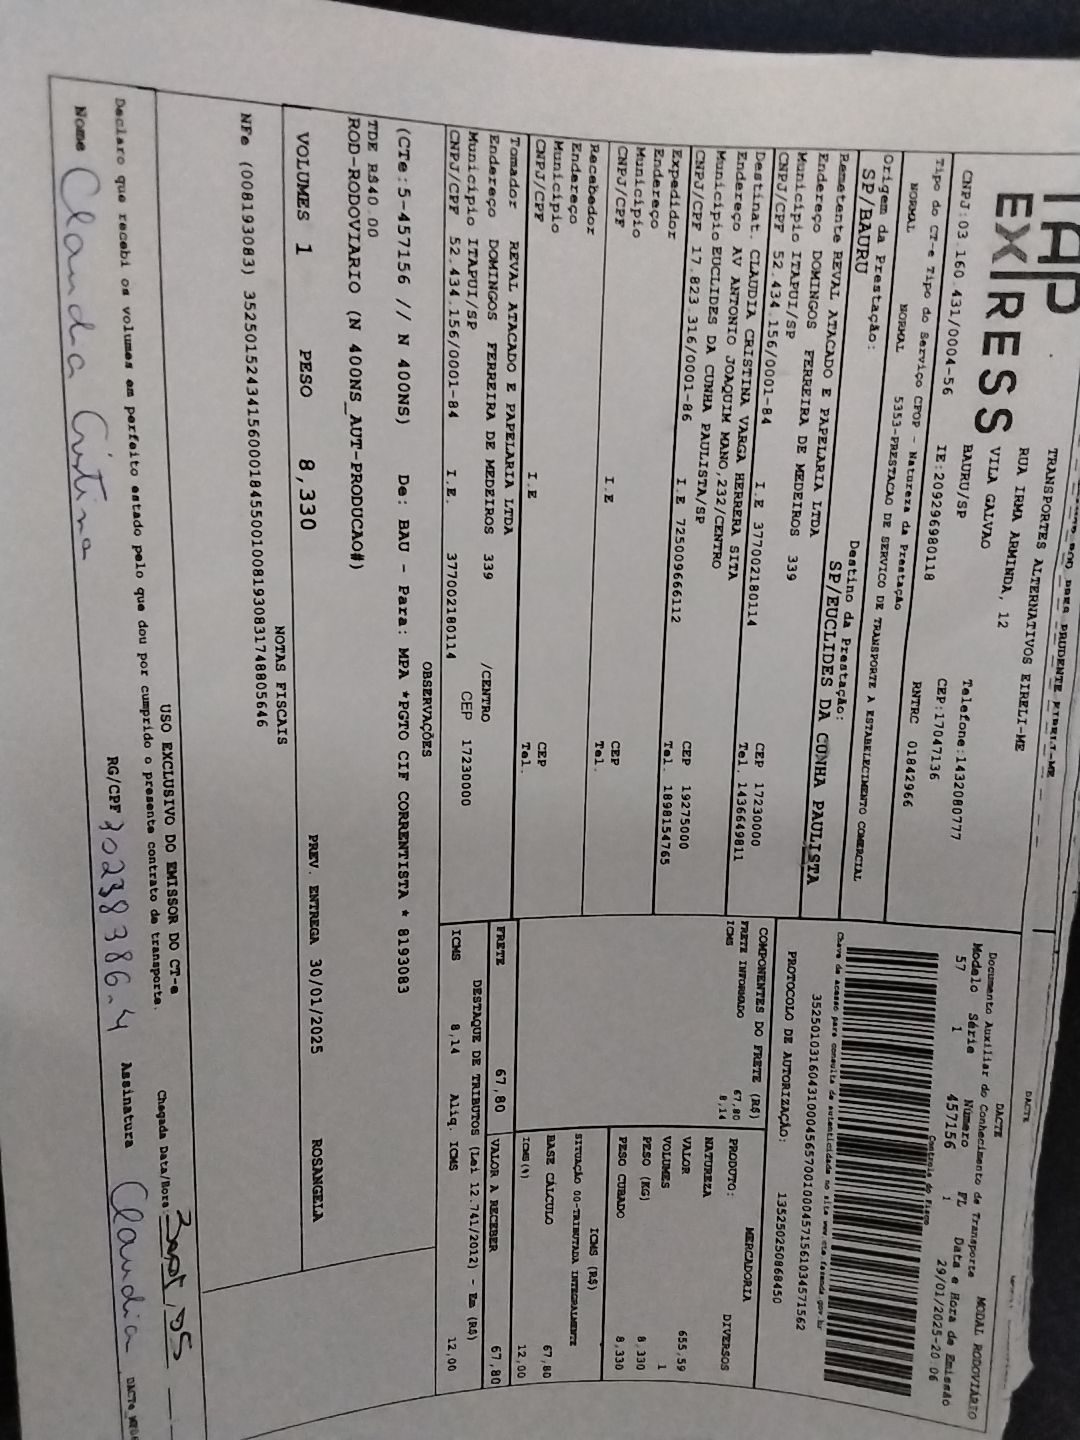 TAP
EXPRESS
TRANSPORTES ALTERNATIVOS EIRELI-ME
RUA IRMA ARMINDA, 12
VILA GALVAO
BAURU/SP
Telefone:1432080777
CNPJ:03.160.431/0004-56 IE:209296980118 CEP:17047136
Tipo do CT-e Tipo do Serviço CFOP - Natureza da Prestação RNTRC 01842966
NORMAL NORMAL 5353-PRESTACAO DE SERVICO DE TRANSPORTE A ESTABELECIMENTO COMERCIAL
Origem da Prestação: Destino da Prestação:
SP/BAURU SP/EUCLIDES DA CUNHA PAULISTA
Remetente REVAL ATACADO E PAPELARIA LTDA
Endereço DOMINGOS FERREIRA DE MEDEIROS 339
Município ITAPUI/SP CEP 17230000
CNPJ/CPF 52.434.156/0001-84 I.E 377002180114 Tel. 1436649811
Destinat. CLAUDIA CRISTINA VARGA HERRERA SITA
Endereço AV ANTONIO JOAQUIM MANO,232/CENTRO
Município EUCLIDES DA CUNHA PAULISTA/SP CEP 19275000
CNPJ/CPF 17.823.316/0001-86 I.E 725009666112 Tel. 1898154765
Expedidor
Endereço
Município CEP
CNPJ/CPF I.E Tel.
Recebedor
Endereço
Município CEP
CNPJ/CPF I.E Tel.
Tomador REVAL ATACADO E PAPELARIA LTDA
Endereço DOMINGOS FERREIRA DE MEDEIROS 339 /CENTRO
Município ITAPUI/SP CEP 17230000
CNPJ/CPF 52.434.156/0001-84 I.E. 377002180114
DACTE
DACTE MODAL RODOVIÁRIO
Documento Auxiliar do Conhecimento de Transporte
Modelo Série Número FL Data e Hora de Emissão
57 1 457156 1 29/01/2025-20:06
Controle do Fisco
Chave de acesso para consulta de autenticidade no site www.cte.fazenda.gov.br
35250103160431000456570010004571561034571562
PROTOCOLO DE AUTORIZAÇÃO: 135250250868450
COMPONENTES DO FRETE (R$)
FRETE INFORMADO 67,80
ICMS 8,14
PRODUTO: MERCADORIA
NATUREZA DIVERSOS
VALOR 655,59
VOLUMES 1
PESO (KG) 8,330
PESO CUBADO 8,330
ICMS (R$)
SITUAÇÃO 00-TRIBUTADA INTEGRALMENTE
BASE CÁLCULO 67,80
ICMS (%) 12,00
FRETE 67,80 VALOR A RECEBER 67,80
DESTAQUE DE TRIBUTOS (Lei 12.741/2012) - Em (R$)
ICMS 8,14 Aliq. ICMS 12,00
OBSERVAÇÕES
(CTe:5-457156 // N 400NS) De: BAU - Para: MPA *PGTO CIF CORRENTISTA * 8193083
TDE R$40.00
ROD-RODOVIARIO (N 400NS_AUT-PRODUCAO#)
VOLUMES 1 PESO 8,330 PREV. ENTREGA 30/01/2025 ROSANGELA
NOTAS FISCAIS
NFe (008193083) 35250152434156000184550010081930831748805646
USO EXCLUSIVO DO EMISSOR DO CT-e
Declaro que recebi os volumes em perfeito estado pelo que dou por cumprido o presente contrato de transporte. Chegada Data/Hora:
Nome Claudia Cristina RG/CPF 30238386.4 Assinatura Claudia